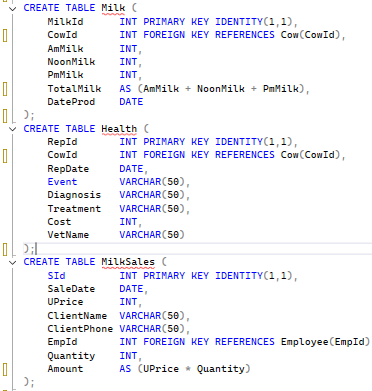 CREATE TABLE Milk (
MilkId INT PRIMARY KEY IDENTITY(1,1),
CowId INT FOREIGN KEY REFERENCES Cow(CowId),
AmMilk INT,
NoonMilk INT,
PmMilk INT,
TotalMilk AS (AmMilk + NoonMilk + PmMilk),
DateProd DATE
);
CREATE TABLE Health (
RepId INT PRIMARY KEY IDENTITY(1,1),
CowId INT FOREIGN KEY REFERENCES Cow(CowId),
RepDate DATE,
Event VARCHAR(50),
Diagnosis VARCHAR(50),
Treatment VARCHAR(50),
Cost INT,
VetName VARCHAR(50)
);
CREATE TABLE MilkSales (
SId INT PRIMARY KEY IDENTITY(1,1),
SaleDate DATE,
UPrice INT,
ClientName VARCHAR(50),
ClientPhone VARCHAR(50),
EmpId INT FOREIGN KEY REFERENCES Employee(EmpId)
Quantity INT,
Amount AS (UPrice * Quantity)
);